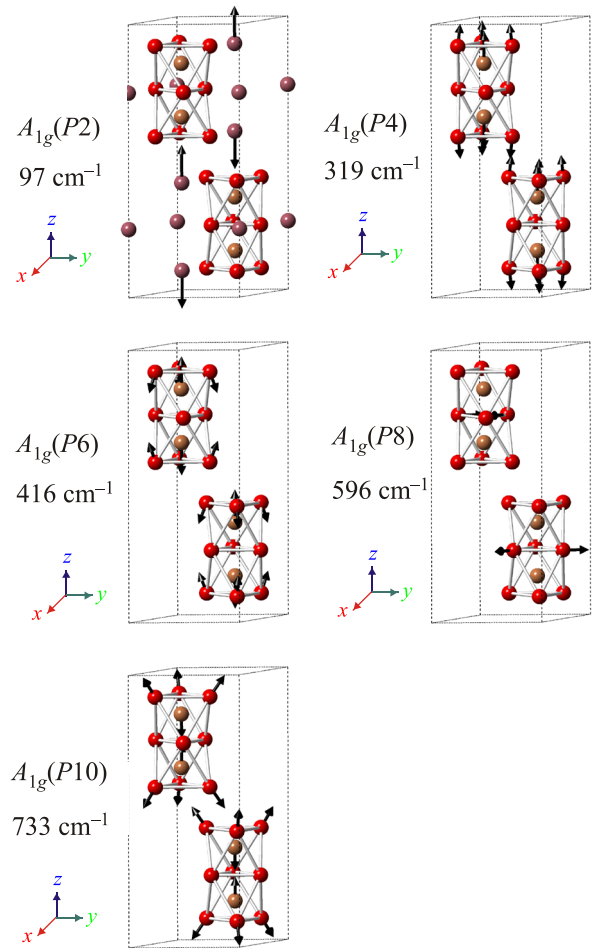 A1g(P2)
97 cm⁻¹
z
y
x
A1g(P4)
319 cm⁻¹
z
y
x
A1g(P6)
416 cm⁻¹
z
y
x
A1g(P8)
596 cm⁻¹
z
y
x
A1g(P10)
733 cm⁻¹
z
y
x